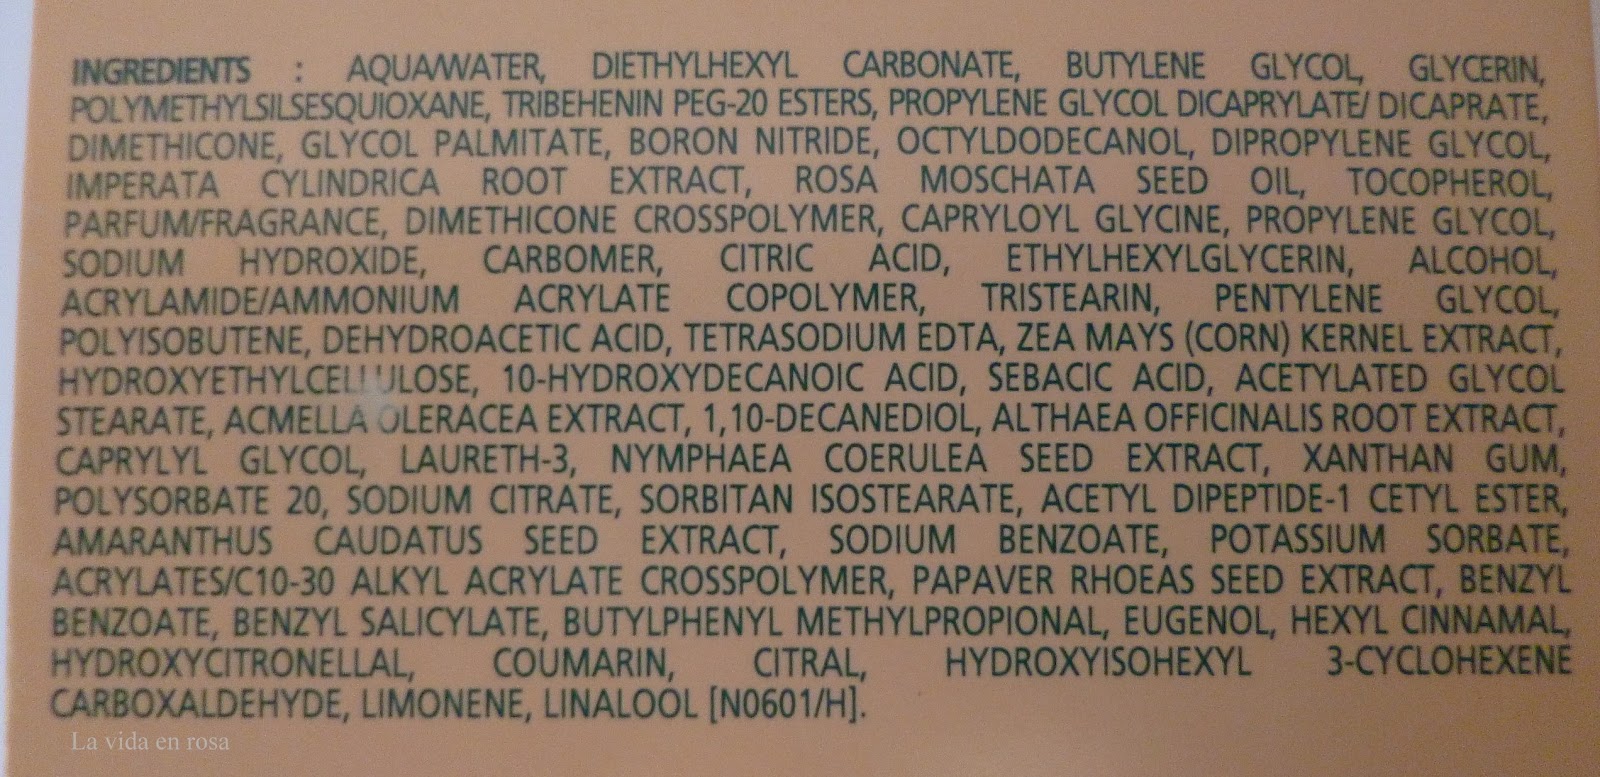 INGREDIENTS : AQUA/WATER, DIETHYLHEXYL CARBONATE, BUTYLENE GLYCOL, GLYCERIN,
POLYMETHYLSILSESQUIOXANE, TRIBEHENIN PEG-20 ESTERS, PROPYLENE GLYCOL DICAPRYLATE/ DICAPRATE,
DIMETHICONE, GLYCOL PALMITATE, BORON NITRIDE, OCTYLDODECANOL, DIPROPYLENE GLYCOL,
IMPERATA CYLINDRICA ROOT EXTRACT, ROSA MOSCHATA SEED OIL, TOCOPHEROL,
PARFUM/FRAGRANCE, DIMETHICONE CROSSPOLYMER, CAPRYLOYL GLYCINE, PROPYLENE GLYCOL,
SODIUM HYDROXIDE, CARBOMER, CITRIC ACID, ETHYLHEXYLGLYCERIN, ALCOHOL,
ACRYLAMIDE/AMMONIUM ACRYLATE COPOLYMER, TRISTEARIN, PENTYLENE GLYCOL,
POLYISOBUTENE, DEHYDROACETIC ACID, TETRASODIUM EDTA, ZEA MAYS (CORN) KERNEL EXTRACT,
HYDROXYETHYLCELLULOSE, 10-HYDROXYDECANOIC ACID, SEBACIC ACID, ACETYLATED GLYCOL
STEARATE, ACMELLA OLERACEA EXTRACT, 1,10-DECANEDIOL, ALTHAEA OFFICINALIS ROOT EXTRACT,
CAPRYLYL GLYCOL, LAURETH-3, NYMPHAEA COERULEA SEED EXTRACT, XANTHAN GUM,
POLYSORBATE 20, SODIUM CITRATE, SORBITAN ISOSTEARATE, ACETYL DIPEPTIDE-1 CETYL ESTER,
AMARANTHUS CAUDATUS SEED EXTRACT, SODIUM BENZOATE, POTASSIUM SORBATE,
ACRYLATES/C10-30 ALKYL ACRYLATE CROSSPOLYMER, PAPAVER RHOEAS SEED EXTRACT, BENZYL
BENZOATE, BENZYL SALICYLATE, BUTYLPHENYL METHYLPROPIONAL, EUGENOL, HEXYL CINNAMAL,
HYDROXYCITRONELLAL, COUMARIN, CITRAL, HYDROXYISOHEXYL 3-CYCLOHEXENE
CARBOXALDEHYDE, LIMONENE, LINALOOL [N0601/H].
La vida en rosa